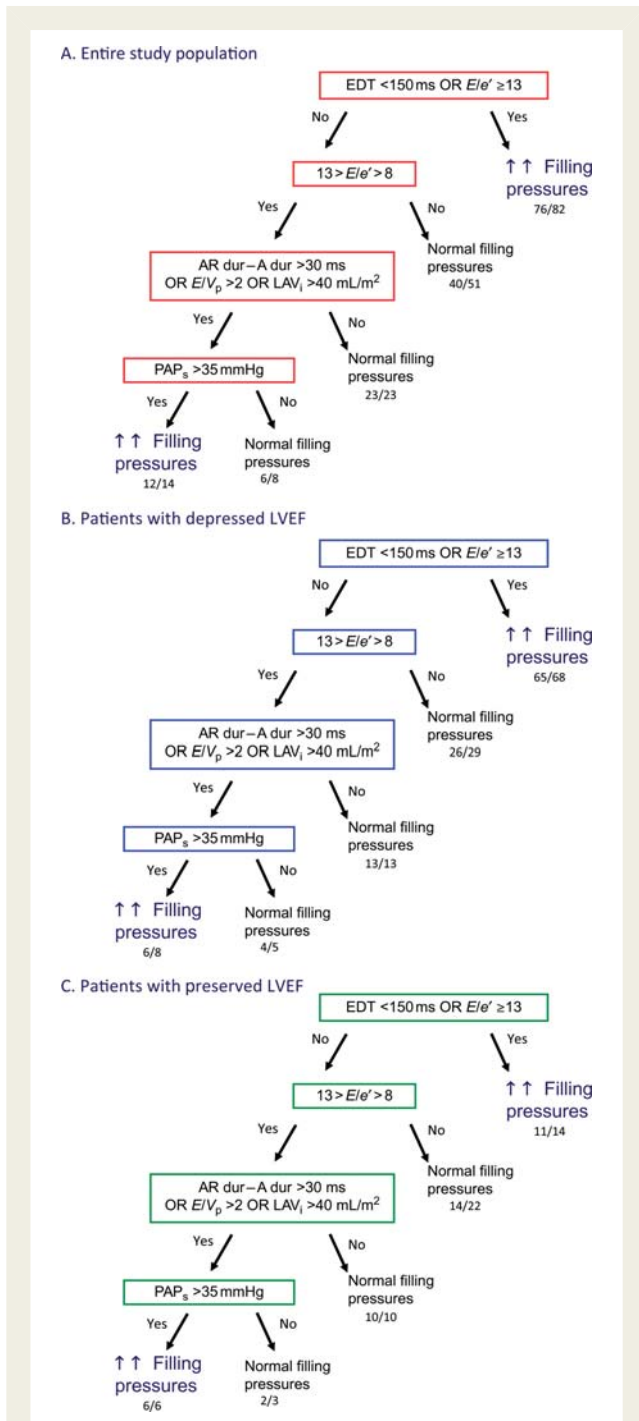 A. Entire study population
EDT <150 ms OR E/e′ ≥13
No
Yes
13 > E/e′ > 8
↑↑ Filling
pressures
76/82
Yes
No
Normal filling
pressures
40/51
AR dur–A dur >30 ms
OR E/Vp >2 OR LAVi >40 mL/m²
Yes
No
Normal filling
pressures
23/23
PAPs >35 mmHg
Yes
No
↑↑ Filling
pressures
12/14
Normal filling
pressures
6/8
B. Patients with depressed LVEF
EDT <150 ms OR E/e′ ≥13
No
Yes
13 > E/e′ > 8
↑↑ Filling
pressures
65/68
Yes
No
Normal filling
pressures
26/29
AR dur–A dur >30 ms
OR E/Vp >2 OR LAVi >40 mL/m²
Yes
No
Normal filling
pressures
13/13
PAPs >35 mmHg
Yes
No
↑↑ Filling
pressures
6/8
Normal filling
pressures
4/5
C. Patients with preserved LVEF
EDT <150 ms OR E/e′ ≥13
No
Yes
13 > E/e′ > 8
↑↑ Filling
pressures
11/14
Yes
No
Normal filling
pressures
14/22
AR dur–A dur >30 ms
OR E/Vp >2 OR LAVi >40 mL/m²
Yes
No
Normal filling
pressures
10/10
PAPs >35 mmHg
Yes
No
↑↑ Filling
pressures
6/6
Normal filling
pressures
2/3